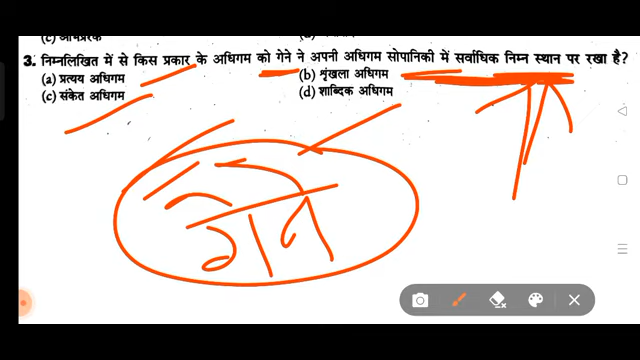 3. निम्नलिखित में से किस प्रकार के अधिगम को गेने ने अपनी अधिगम सोपानिकी में सर्वाधिक निम्न स्थान पर रखा है?
(a) प्रत्यय अधिगम (b) शृंखला अधिगम
(c) संकेत अधिगम (d) शाब्दिक अधिगम